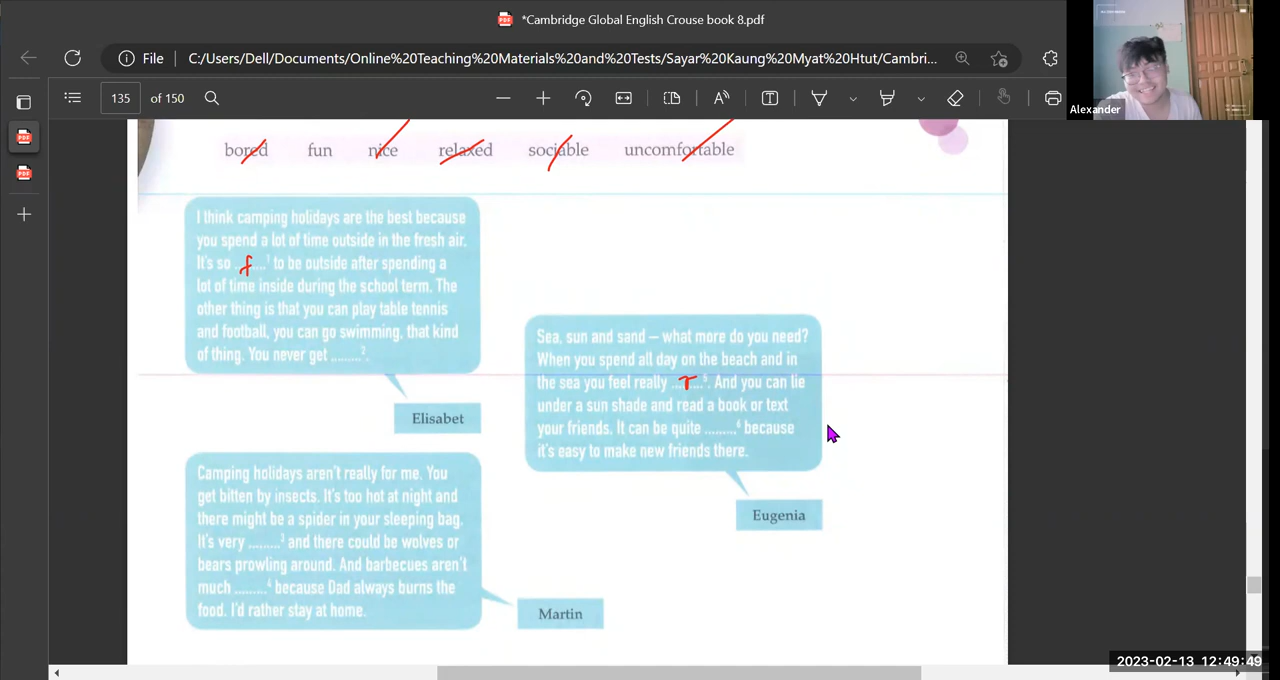 *Cambridge Global English Crouse book 8.pdf
File C:/Users/Dell/Documents/Online%20Teaching%20Materials%20and%20Tests/Sayar%20Kaung%20Myat%20Htut/Cambri...
135 of 150
Alexander
bored fun nice relaxed sociable uncomfortable
I think camping holidays are the best because
you spend a lot of time outside in the fresh air.
It's so ...f...¹ to be outside after spending a
lot of time inside during the school term. The
other thing is that you can play table tennis
and football, you can go swimming, that kind
of thing. You never get .........².
Elisabet
Camping holidays aren't really for me. You
get bitten by insects. It's too hot at night and
there might be a spider in your sleeping bag.
It's very .........³ and there could be wolves or
bears prowling around. And barbecues aren't
much .........⁴ because Dad always burns the
food. I'd rather stay at home.
Martin
Sea, sun and sand – what more do you need?
When you spend all day on the beach and in
the sea you feel really ...r...⁵. And you can lie
under a sun shade and read a book or text
your friends. It can be quite .........⁶ because
it's easy to make new friends there.
Eugenia
2023-02-13 12:49:49